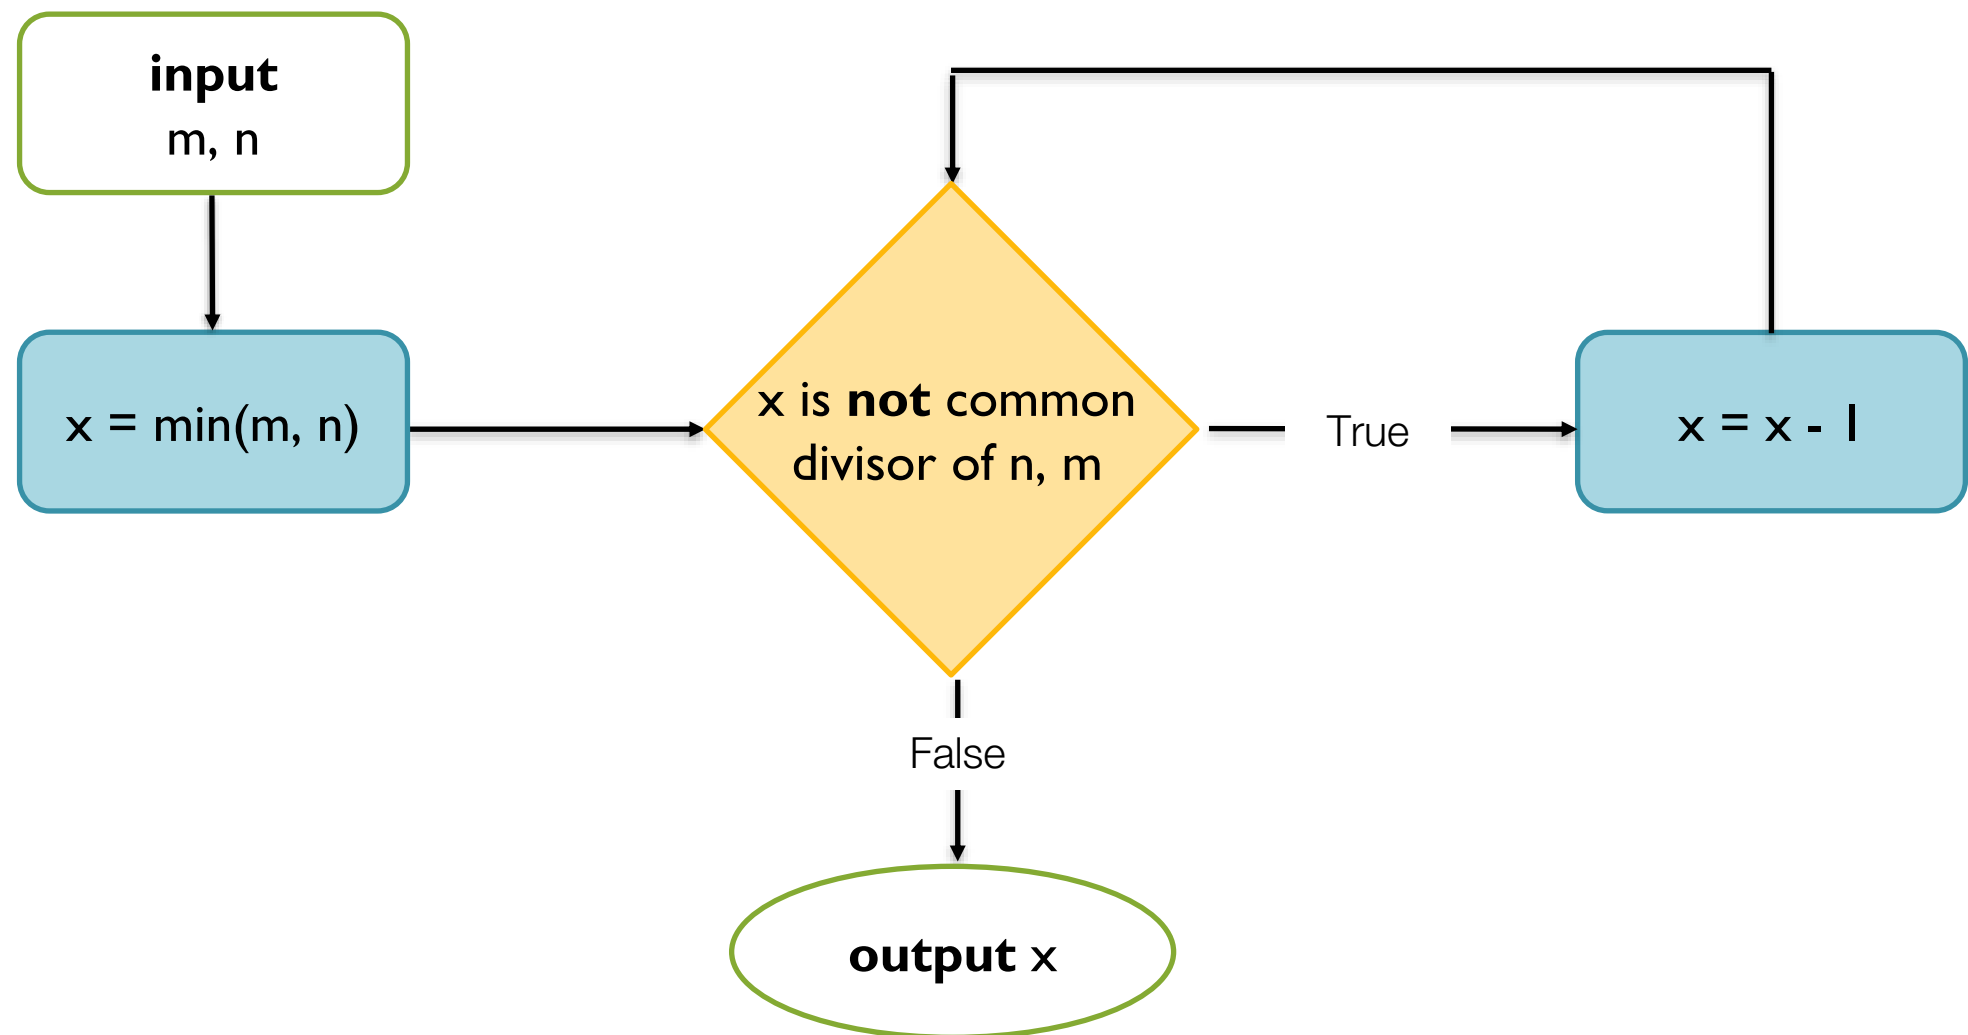 input
m, n
x = min(m, n)
x is not common
divisor of n, m
True
x = x - 1
False
output x